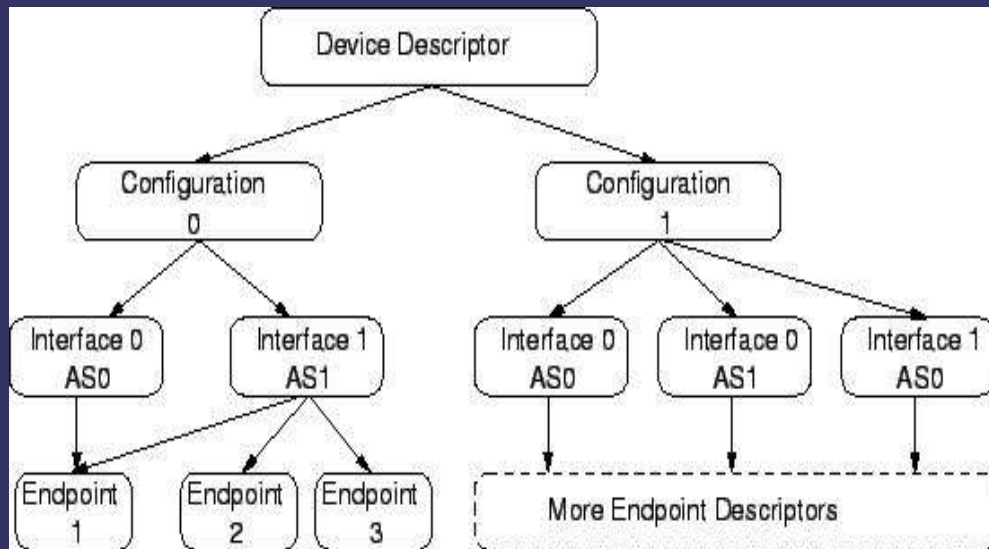 Device Descriptor
Configuration
0
Configuration
1
Interface 0
AS0
Interface 1
AS1
Interface 0
AS0
Interface 0
AS1
Interface 1
AS0
Endpoint
1
Endpoint
2
Endpoint
3
More Endpoint Descriptors